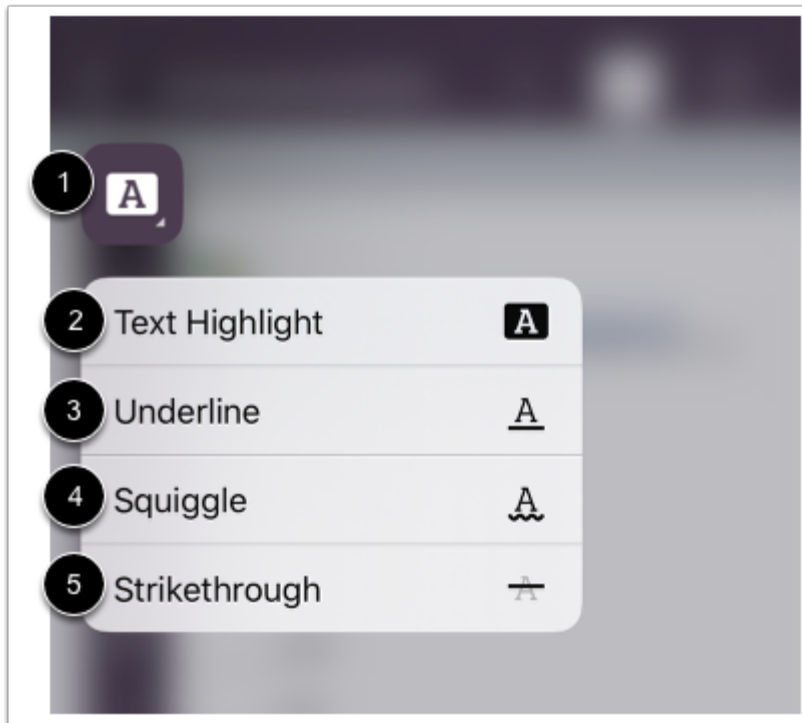 1
A
2 Text Highlight A
3 Underline A
4 Squiggle A
5 Strikethrough A